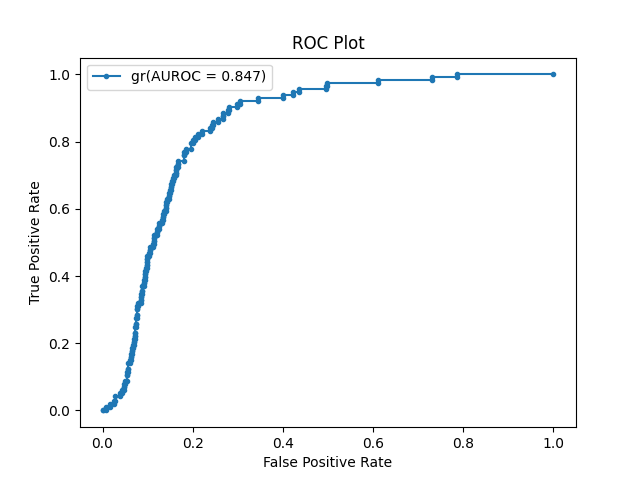 ROC Plot
gr(AUROC = 0.847)
1.0
0.8
0.6
0.4
0.2
0.0
True Positive Rate
0.0 0.2 0.4 0.6 0.8 1.0
False Positive Rate